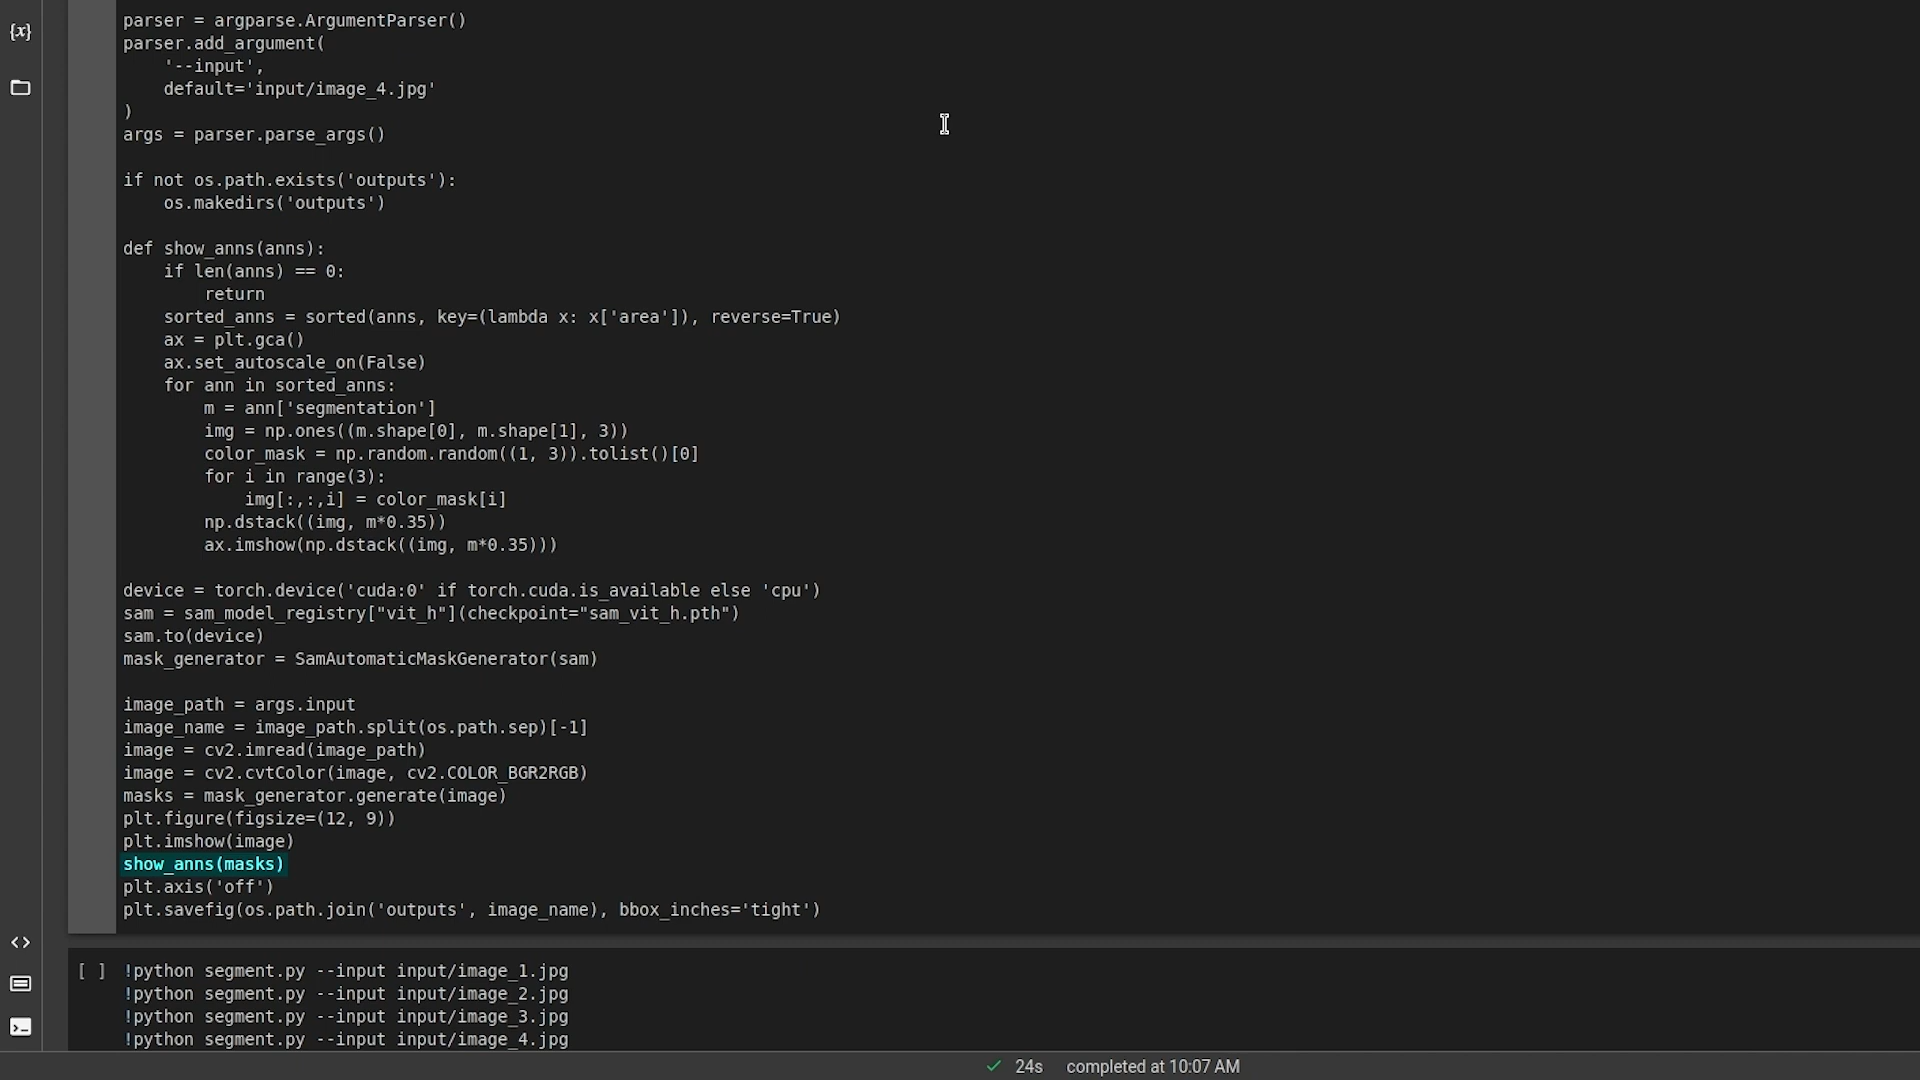 {x}
parser = argparse.ArgumentParser()
parser.add_argument(
    '--input',
    default='input/image_4.jpg'
)
args = parser.parse_args()

if not os.path.exists('outputs'):
    os.makedirs('outputs')

def show_anns(anns):
    if len(anns) == 0:
        return
    sorted_anns = sorted(anns, key=(lambda x: x['area']), reverse=True)
    ax = plt.gca()
    ax.set_autoscale_on(False)
    for ann in sorted_anns:
        m = ann['segmentation']
        img = np.ones((m.shape[0], m.shape[1], 3))
        color_mask = np.random.random((1, 3)).tolist()[0]
        for i in range(3):
            img[:,:,i] = color_mask[i]
        np.dstack((img, m*0.35))
        ax.imshow(np.dstack((img, m*0.35)))

device = torch.device('cuda:0' if torch.cuda.is_available else 'cpu')
sam = sam_model_registry["vit_h"](checkpoint="sam_vit_h.pth")
sam.to(device)
mask_generator = SamAutomaticMaskGenerator(sam)

image_path = args.input
image_name = image_path.split(os.path.sep)[-1]
image = cv2.imread(image_path)
image = cv2.cvtColor(image, cv2.COLOR_BGR2RGB)
masks = mask_generator.generate(image)
plt.figure(figsize=(12, 9))
plt.imshow(image)
show_anns(masks)
plt.axis('off')
plt.savefig(os.path.join('outputs', image_name), bbox_inches='tight')
[ ] !python segment.py --input input/image_1.jpg
!python segment.py --input input/image_2.jpg
!python segment.py --input input/image_3.jpg
!python segment.py --input input/image_4.jpg
24s completed at 10:07 AM